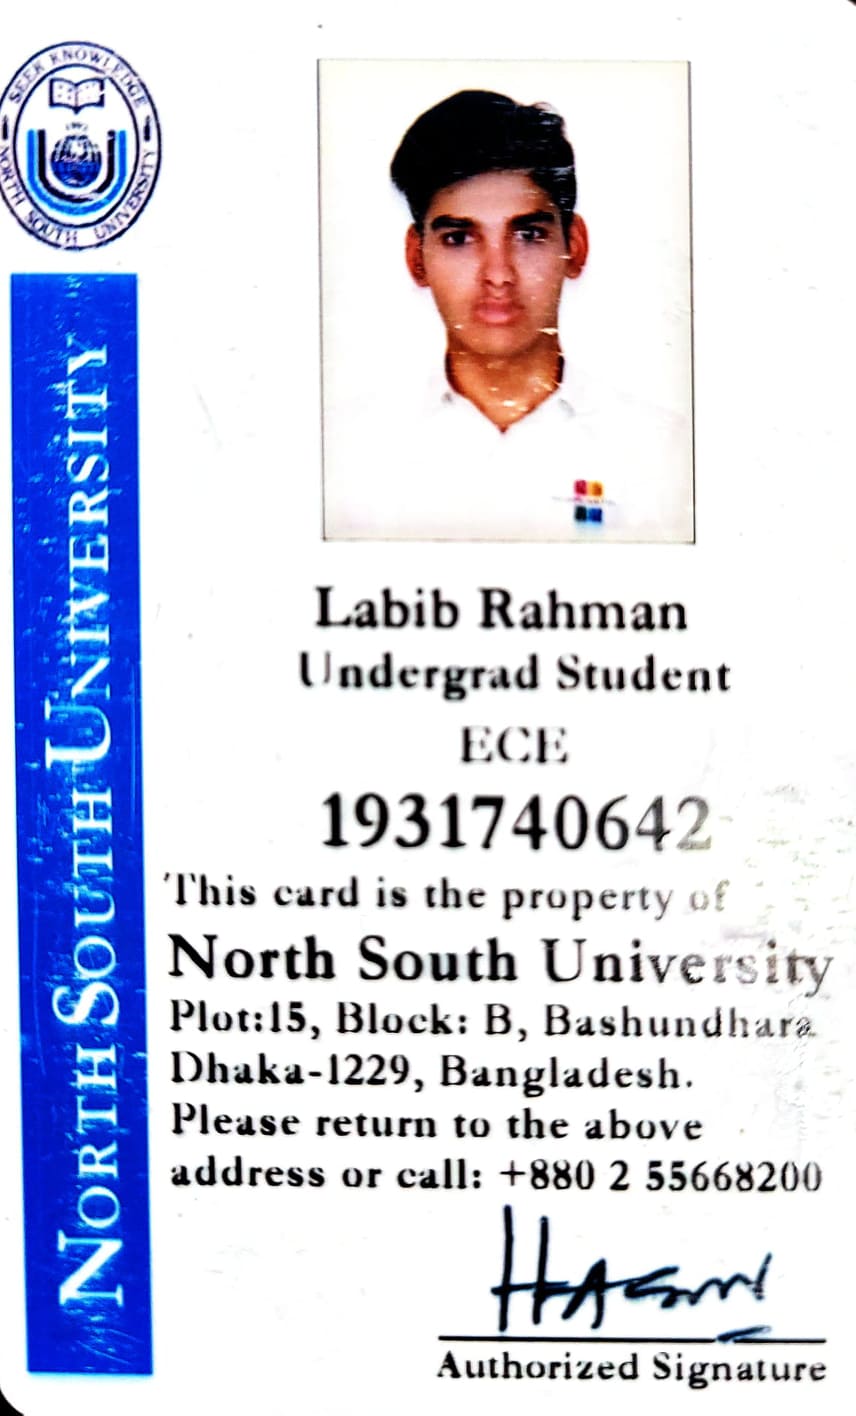 SEEK KNOWLEDGE
NORTH SOUTH UNIVERSITY
1992
NORTH SOUTH UNIVERSITY
Labib Rahman
Undergrad Student
ECE
1931740642
This card is the property of
North South University
Plot:15, Block: B, Bashundhara
Dhaka-1229, Bangladesh.
Please return to the above
address or call: +880 2 55668200
Authorized Signature